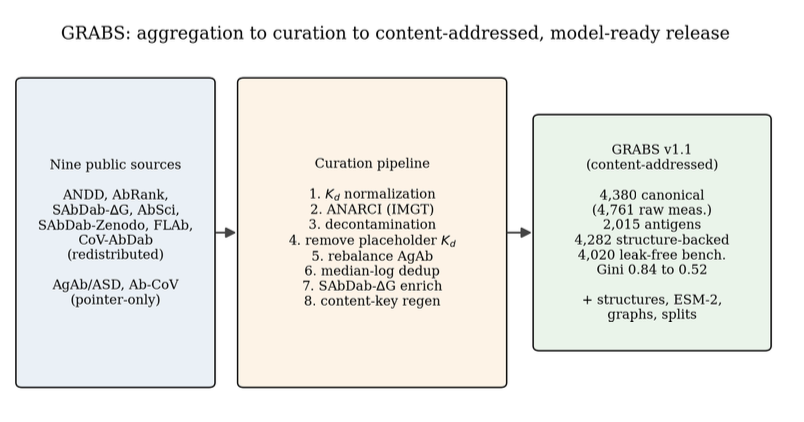 GRABS: aggregation to curation to content-addressed, model-ready release
Nine public sources
ANDD, AbRank,
SAbDab-ΔG, AbSci,
SAbDab-Zenodo, FLAb,
CoV-AbDab
(redistributed)
AgAb/ASD, Ab-CoV
(pointer-only)
Curation pipeline
1. Kd normalization
2. ANARCI (IMGT)
3. decontamination
4. remove placeholder Kd
5. rebalance AgAb
6. median-log dedup
7. SAbDab-ΔG enrich
8. content-key regen
GRABS v1.1
(content-addressed)
4,380 canonical
(4,761 raw meas.)
2,015 antigens
4,282 structure-backed
4,020 leak-free bench.
Gini 0.84 to 0.52
+ structures, ESM-2,
graphs, splits